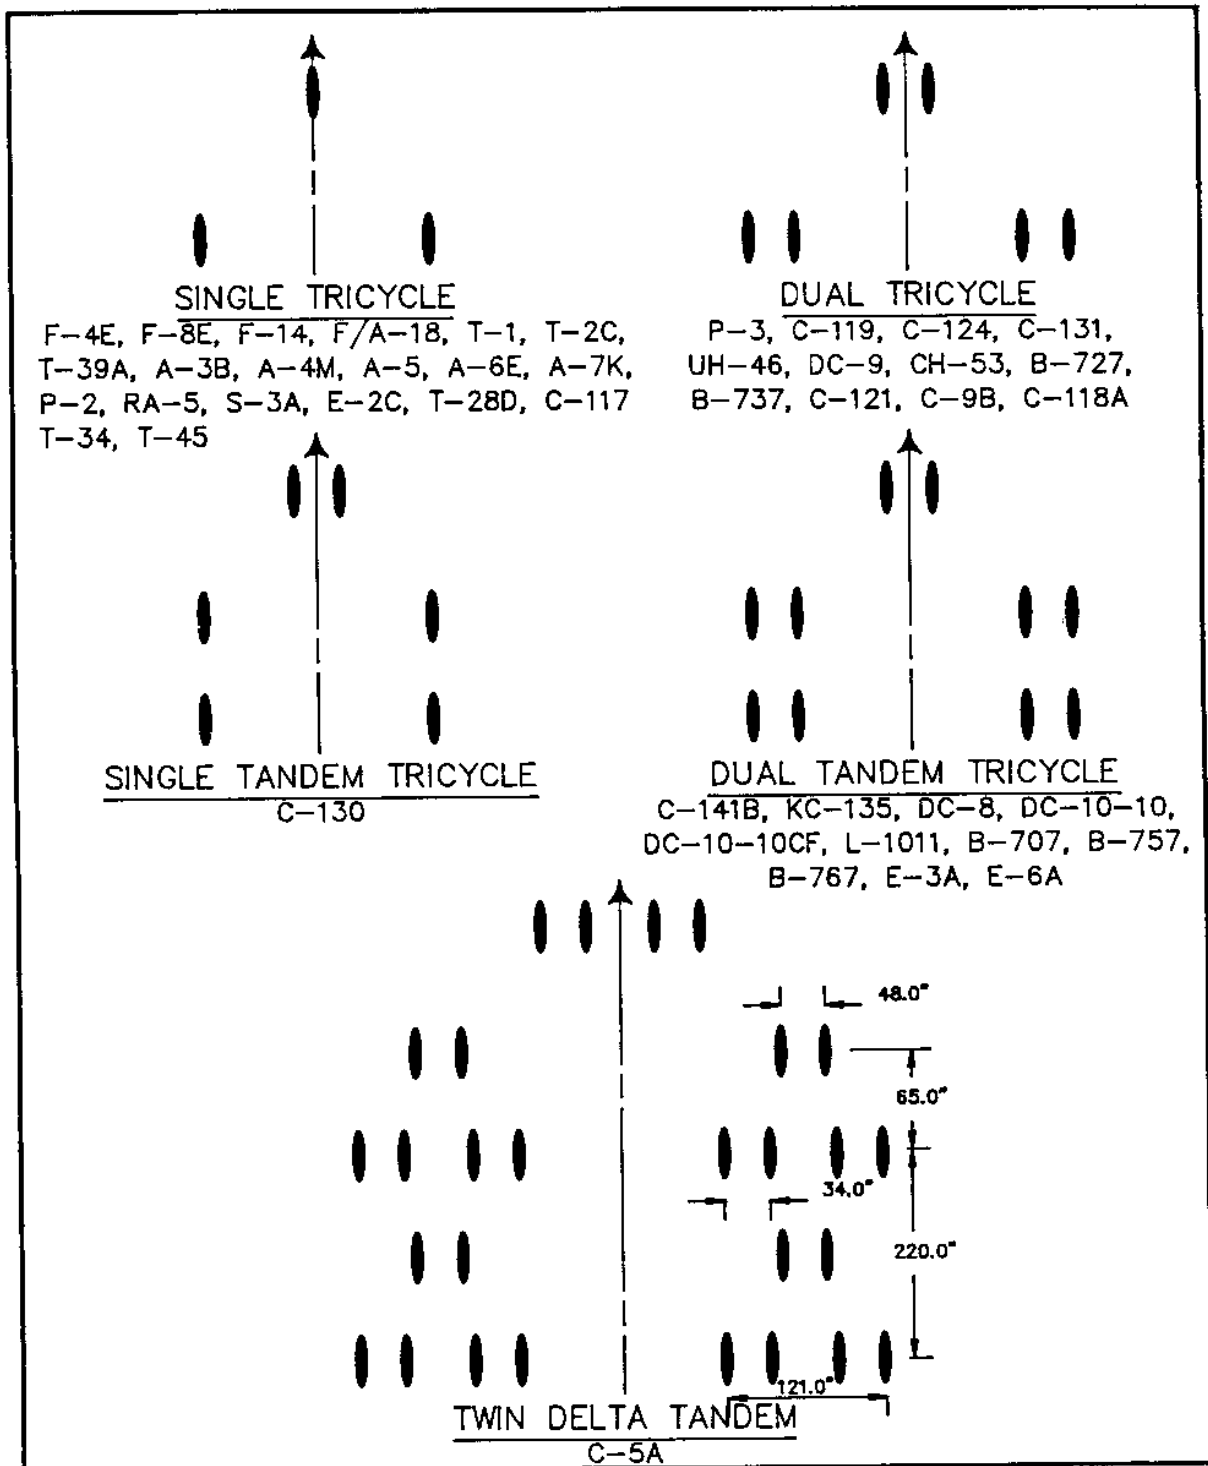 SINGLE TRICYCLE
F-4E, F-8E, F-14, F/A-18, T-1, T-2C,
T-39A, A-3B, A-4M, A-5, A-6E, A-7K,
P-2, RA-5, S-3A, E-2C, T-28D, C-117
T-34, T-45
DUAL TRICYCLE
P-3, C-119, C-124, C-131,
UH-46, DC-9, CH-53, B-727,
B-737, C-121, C-9B, C-118A
SINGLE TANDEM TRICYCLE
C-130
DUAL TANDEM TRICYCLE
C-141B, KC-135, DC-8, DC-10-10,
DC-10-10CF, L-1011, B-707, B-757,
B-767, E-3A, E-6A
48.0"
65.0"
34.0"
220.0"
121.0"
TWIN DELTA TANDEM
C-5A